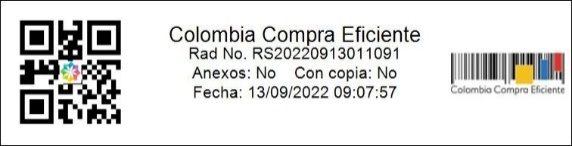 Colombia Compra Eficiente
Rad No. RS20220913011091
Anexos: No    Con copia: No
Fecha: 13/09/2022 09:07:57
Colombia Compra Eficiente